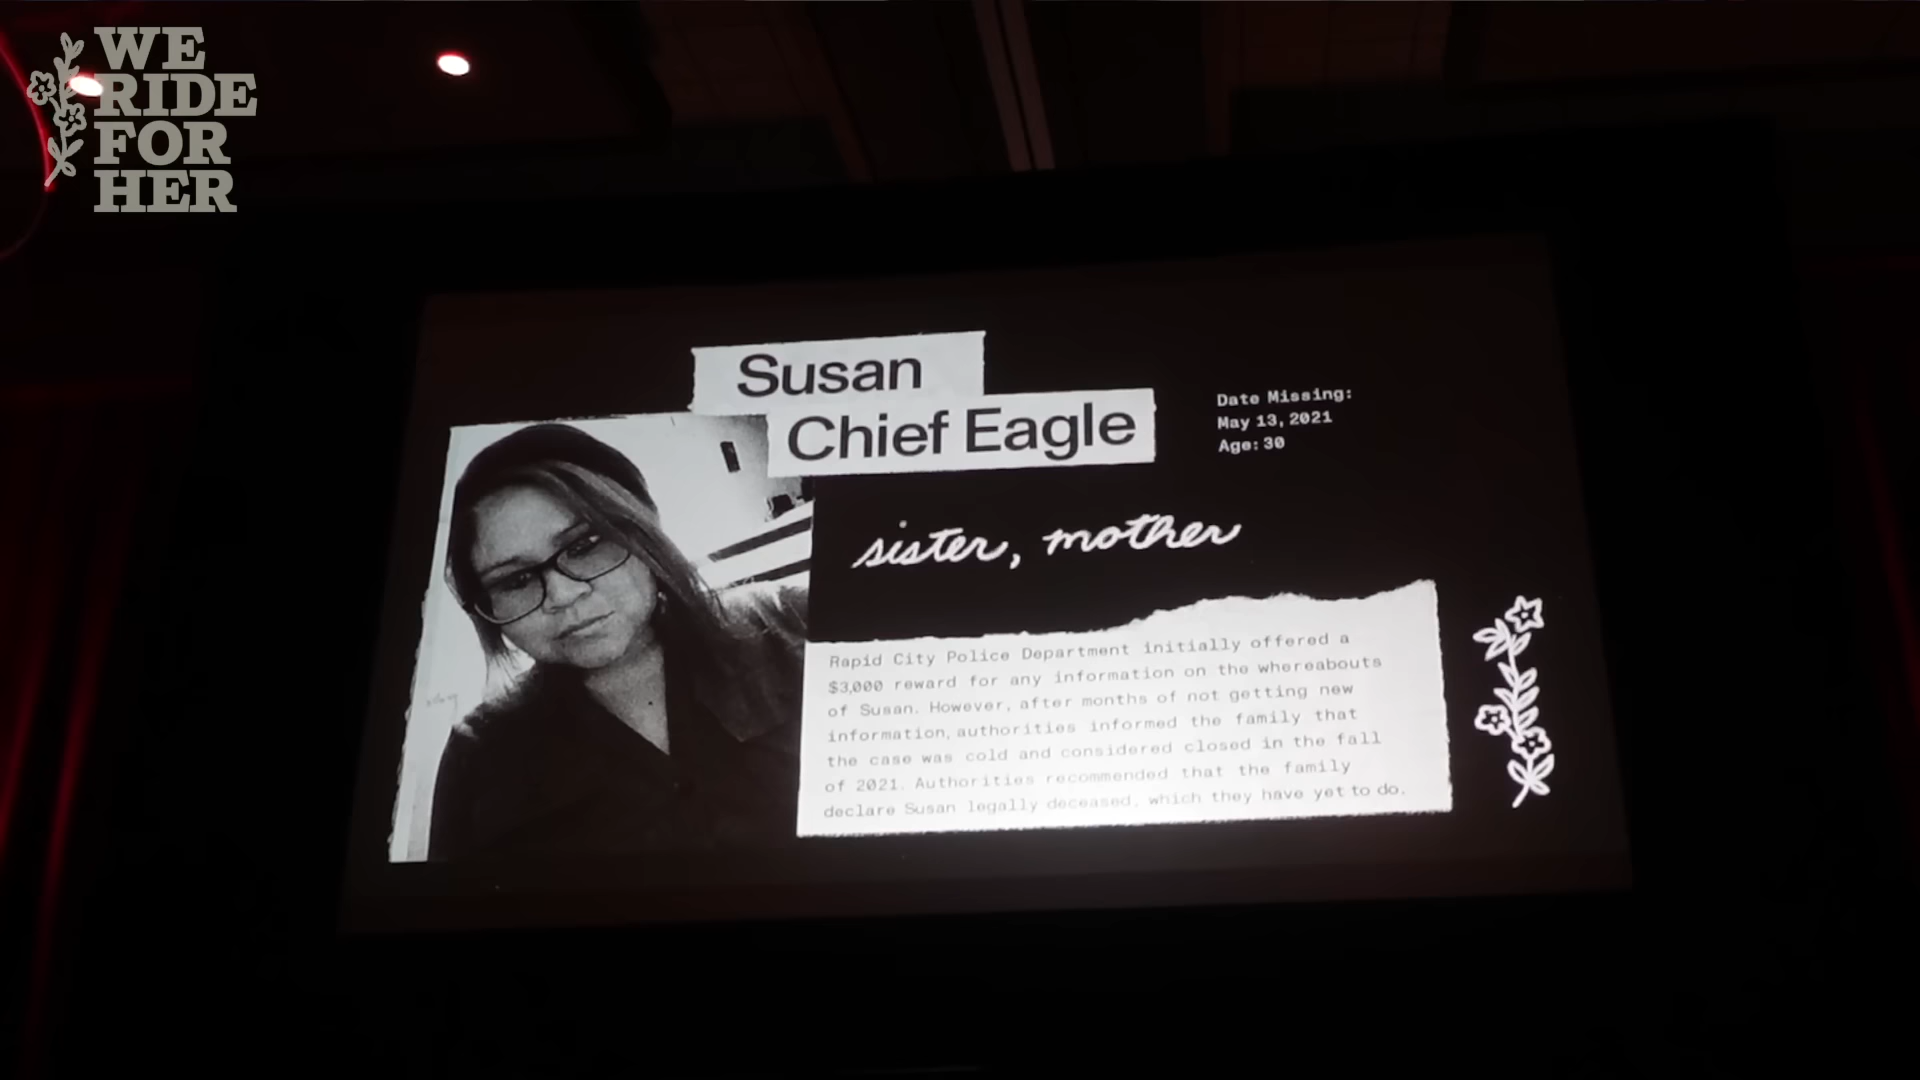 WE
RIDE
FOR
HER
Susan
Chief Eagle
Date Missing:
May 13, 2021
Age: 30
sister, mother
Rapid City Police Department initially offered a
$3,000 reward for any information on the whereabouts
of Susan. However, after months of not getting new
information, authorities informed the family that
the case was cold and considered closed in the fall
of 2021. Authorities recommended that the family
declare Susan legally deceased, which they have yet to do.